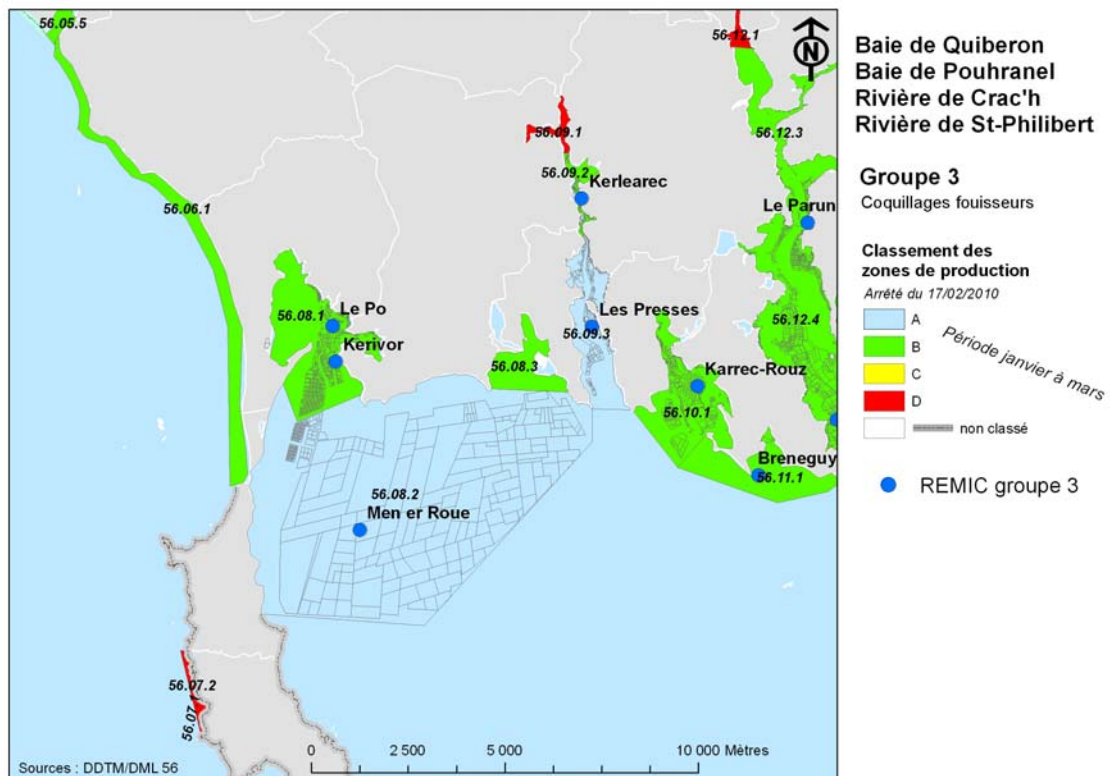 56.05.5
56.12.1
N
56.09.1
56.12.3
56.09.2
Kerlearec
56.06.1
Le Parun
56.08.1
Le Po
Les Presses
56.09.3
56.12.4
Kerivor
56.08.3
Karrec-Rouz
56.10.1
Breneguy
56.11.1
56.08.2
Men er Roue
56.07.2
56.07
0 2 500 5 000 10 000 Mètres
Sources : DDTM/DML 56
Baie de Quiberon
Baie de Pouhranel
Rivière de Crac'h
Rivière de St-Philibert
Groupe 3
Coquillages fouisseurs
Classement des
zones de production
Arrêté du 17/02/2010
A
B
C
D
non classé
Période janvier à mars
REMIC groupe 3